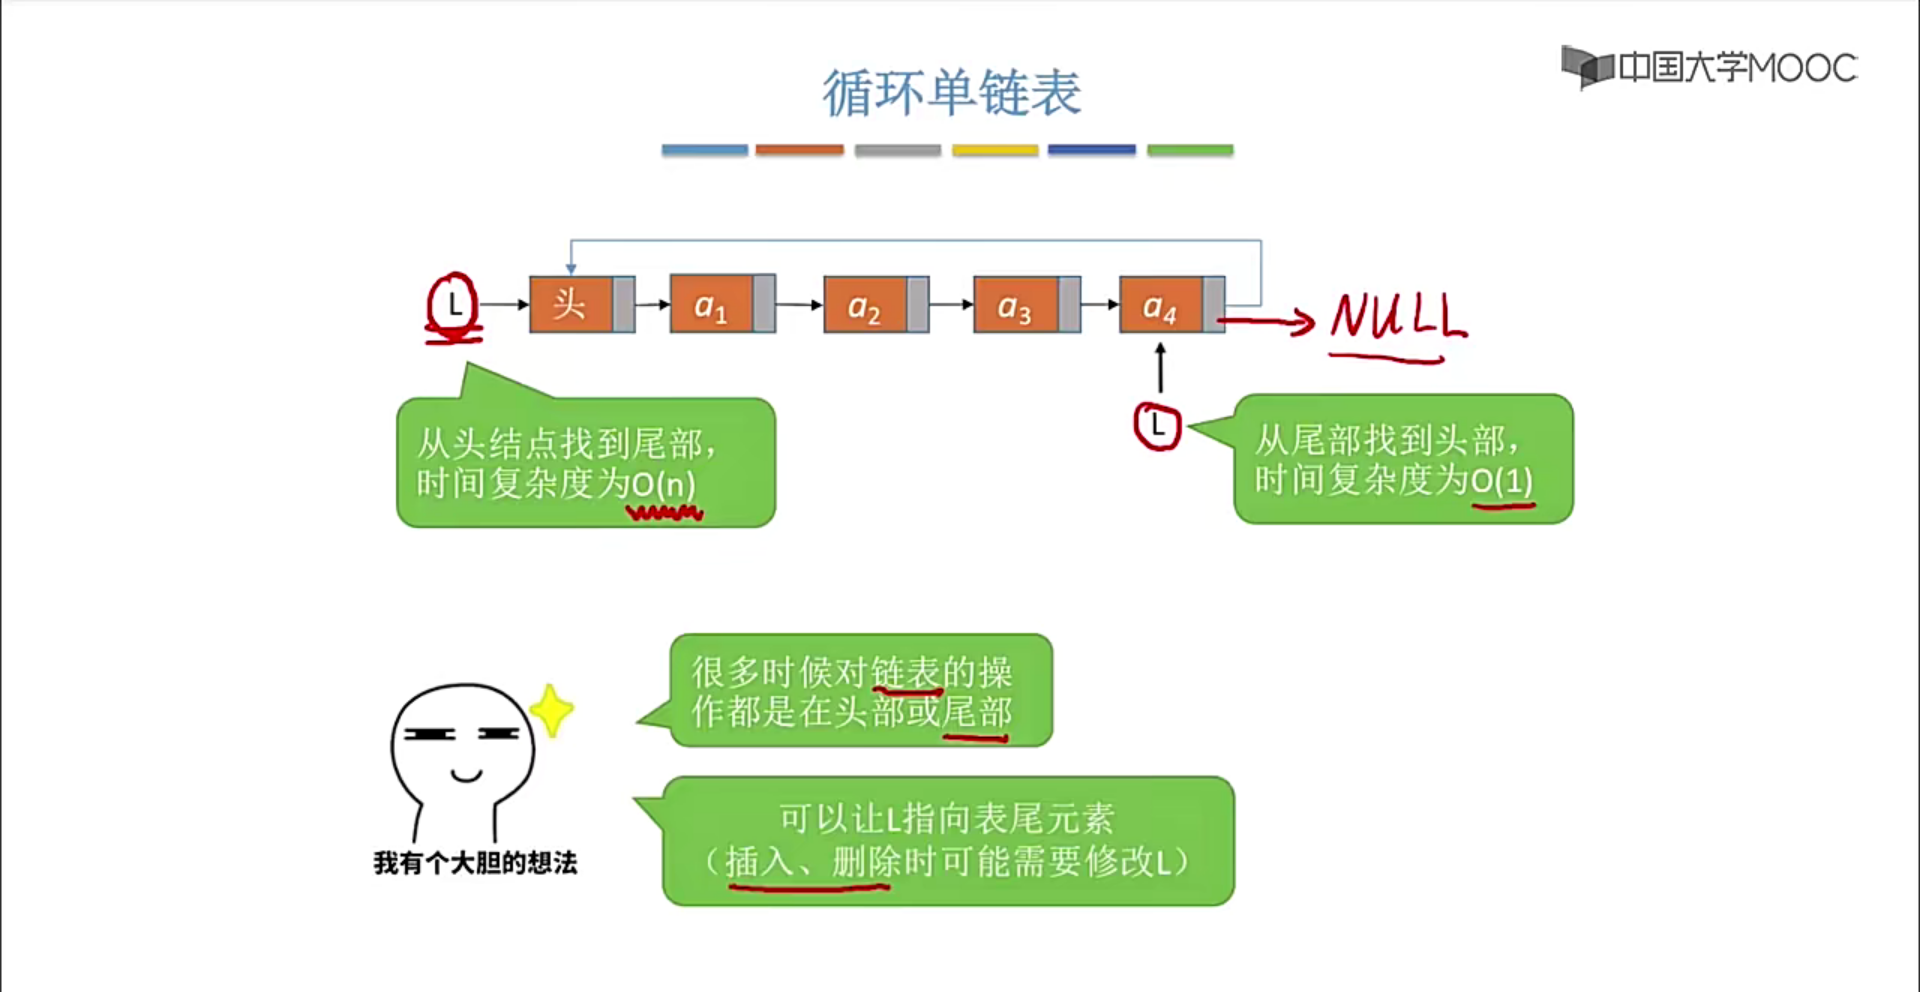 中国大学MOOC
循环单链表
L 头 a1 a2 a3 a4 NULL
L
从头结点找到尾部，
时间复杂度为O(n)
从尾部找到头部，
时间复杂度为O(1)
很多时候对链表的操
作都是在头部或尾部
可以让L指向表尾元素
（插入、删除时可能需要修改L）
我有个大胆的想法